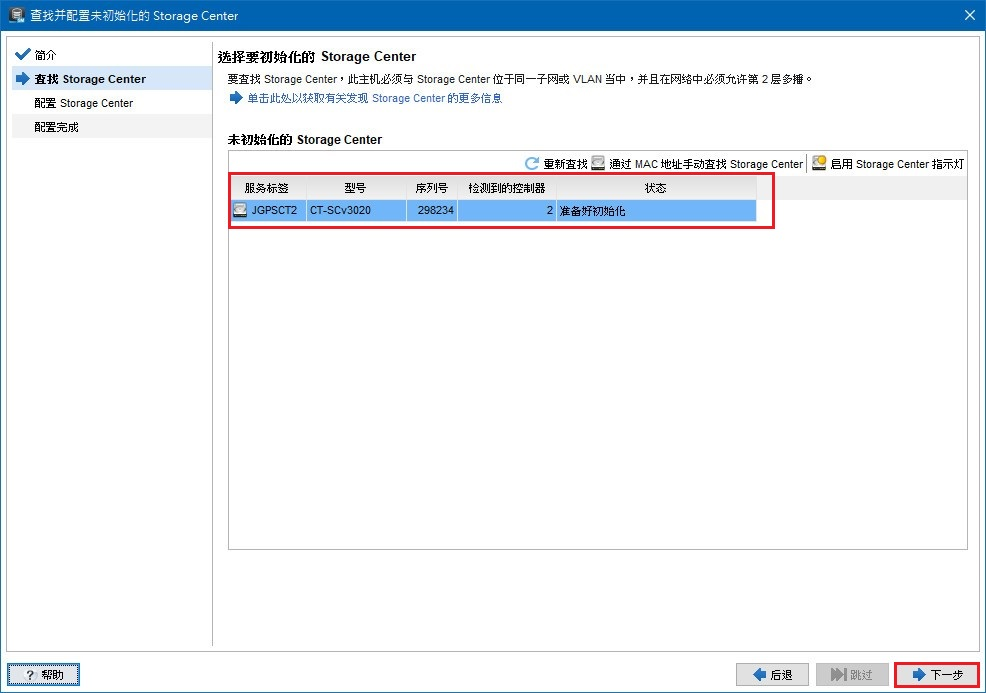 查找并配置未初始化的 Storage Center
简介
查找 Storage Center
配置 Storage Center
配置完成
选择要初始化的 Storage Center
要查找 Storage Center，此主机必须与 Storage Center 位于同一子网或 VLAN 当中，并且在网络中必须允许第 2 层多播。
单击此处以获取有关发现 Storage Center 的更多信息
未初始化的 Storage Center
重新查找 通过 MAC 地址手动查找 Storage Center 启用 Storage Center 指示灯
服务标签 型号 序列号 检测到的控制器 状态
JGPSCT2 CT-SCv3020 298234 2 准备好初始化
? 帮助 后退 跳过 下一步